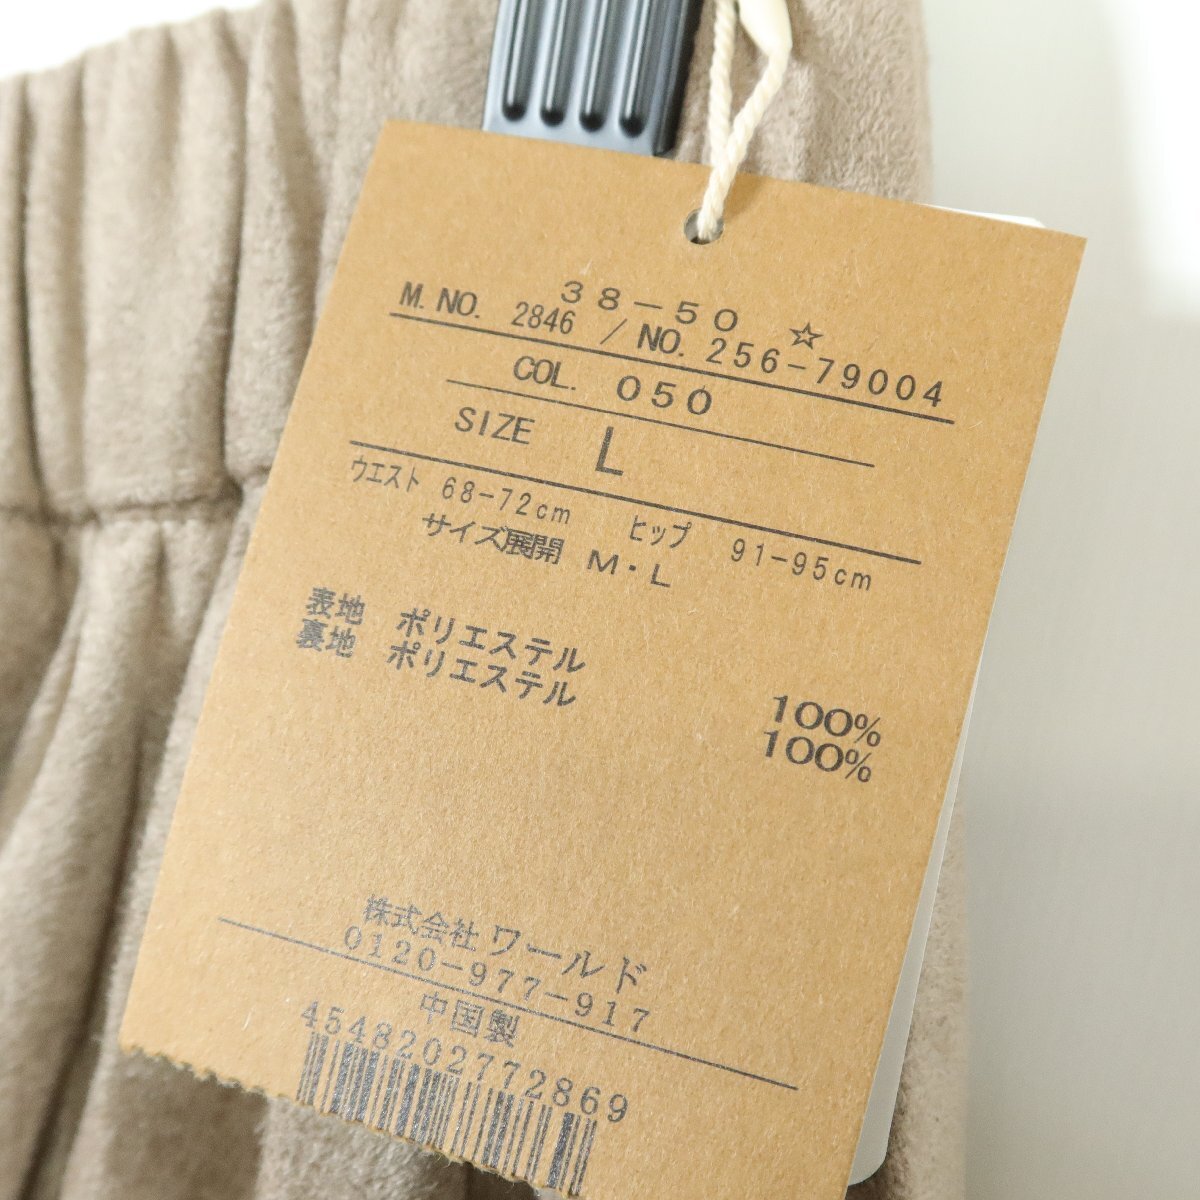 38-50 ☆
M.NO. 2846 / NO. 256-79004
COL. 050
SIZE L
ウエスト 68-72cm ヒップ 91-95cm
サイズ展開 M・L
表地 ポリエステル 100%
裏地 ポリエステル 100%
株式会社 ワールド
0120-977-917
中国製
4548202772869